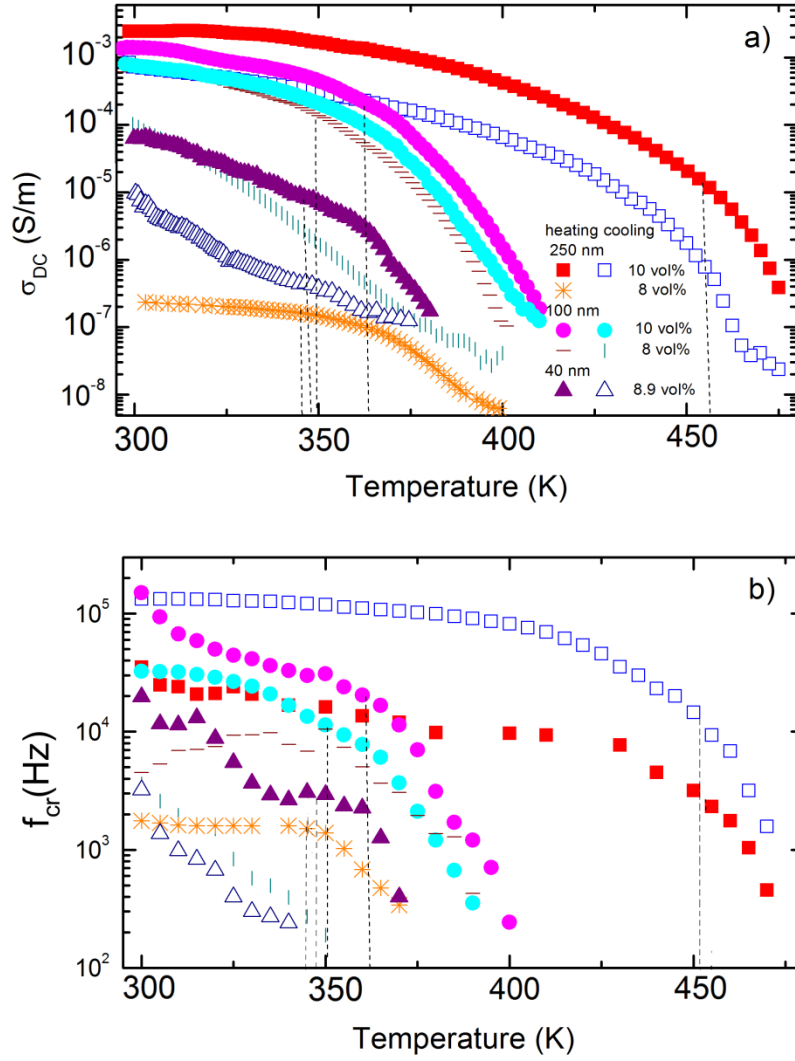 a)
10⁻³
10⁻⁴
10⁻⁵
10⁻⁶
10⁻⁷
10⁻⁸
σDC (S/m)
heating cooling
250 nm
10 vol%
8 vol%
100 nm
10 vol%
8 vol%
40 nm
8.9 vol%
300 350 400 450
Temperature (K)
b)
10⁵
10⁴
10³
10²
fcr(Hz)
300 350 400 450
Temperature (K)